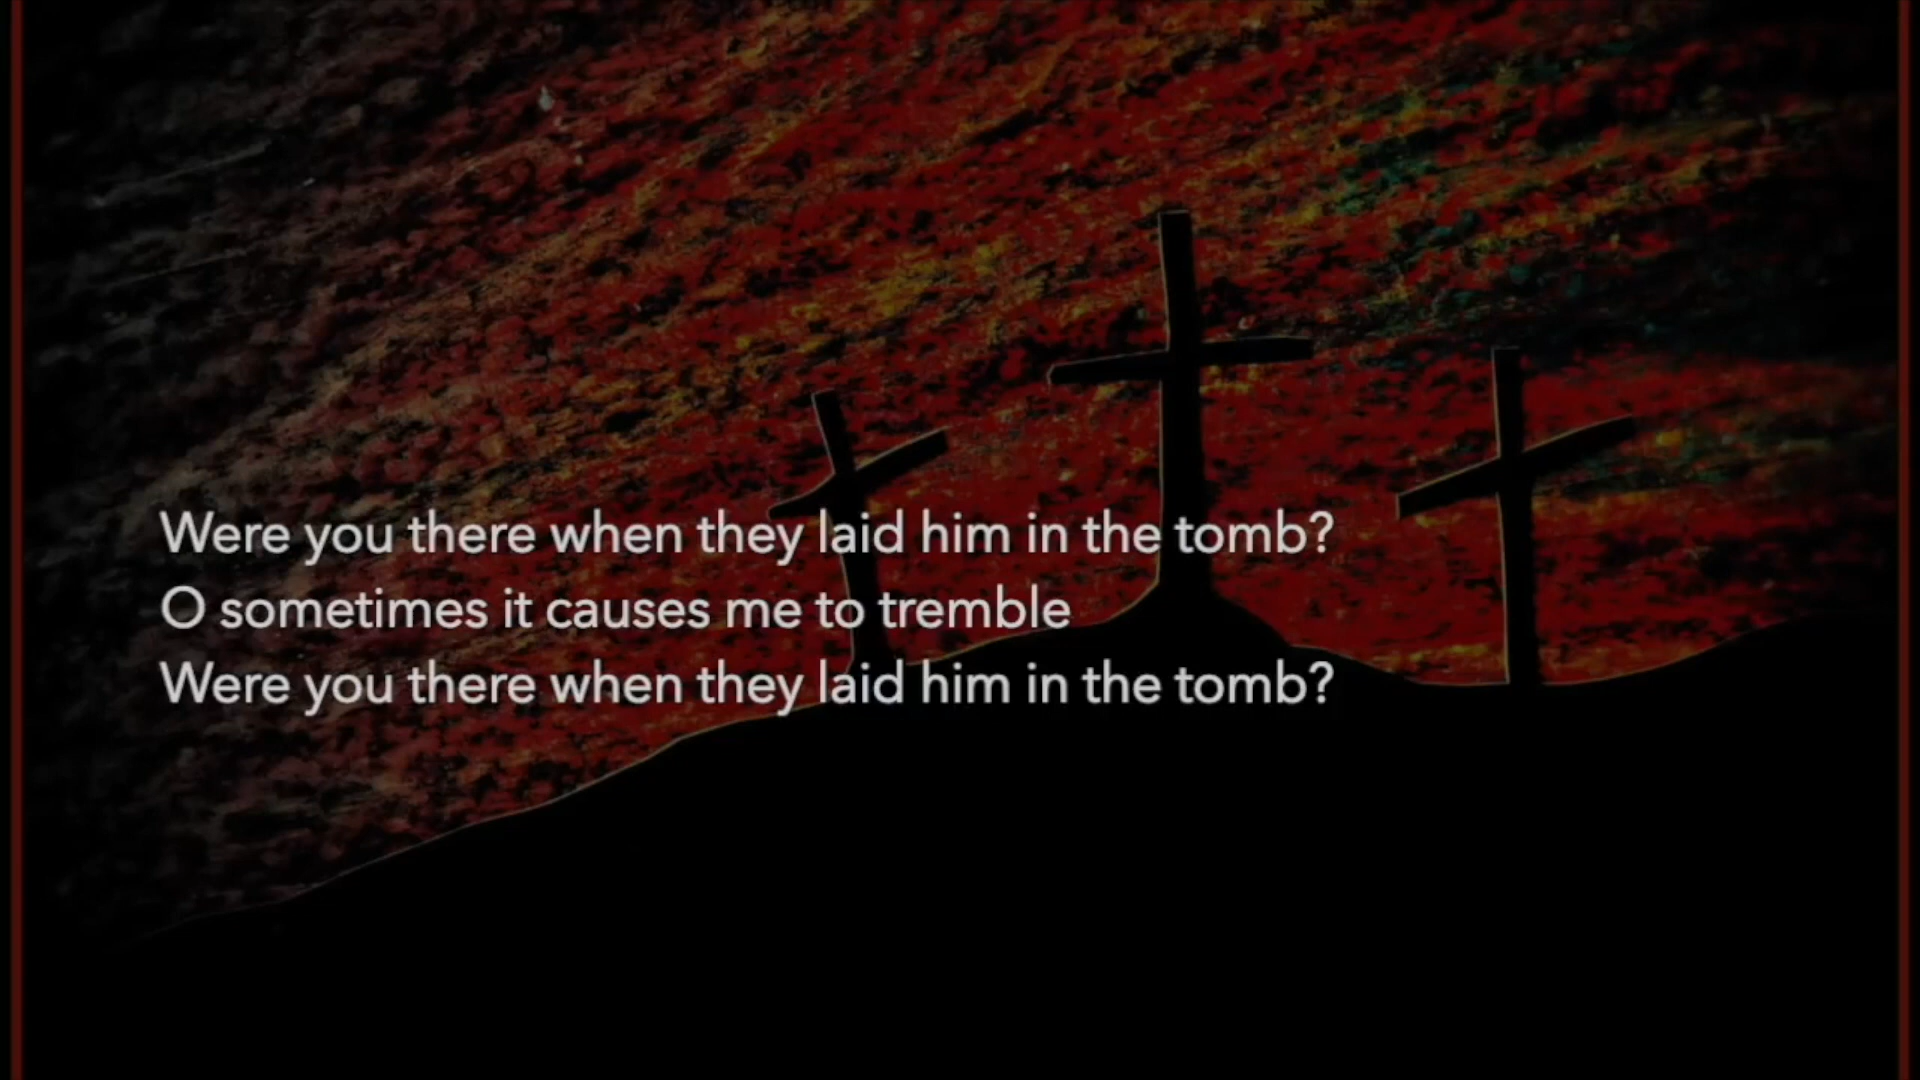 Were you there when they laid him in the tomb?
O sometimes it causes me to tremble
Were you there when they laid him in the tomb?